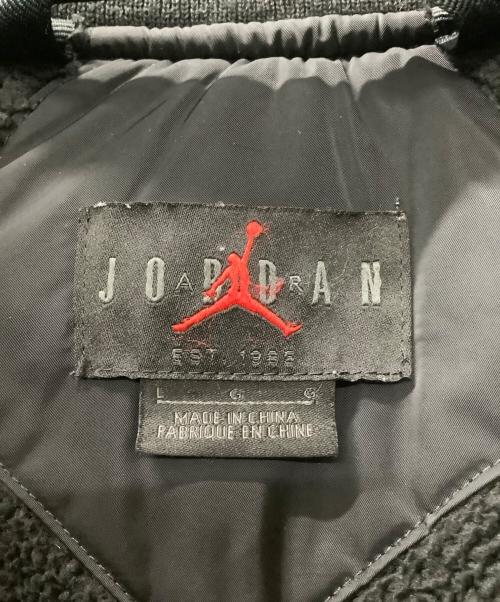 JORDAN
AIR
EST. 1985
L G G
MADE IN CHINA
FABRIQUE EN CHINE